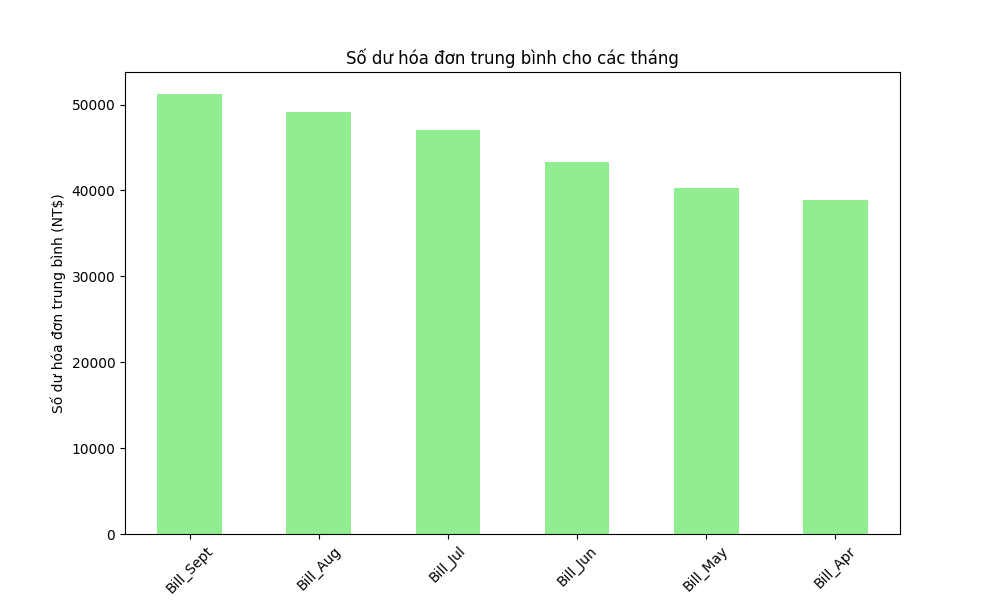 Số dư hóa đơn trung bình cho các tháng
Số dư hóa đơn trung bình (NT$)
50000
40000
30000
20000
10000
0
Bill_Sept
Bill_Aug
Bill_Jul
Bill_Jun
Bill_May
Bill_Apr